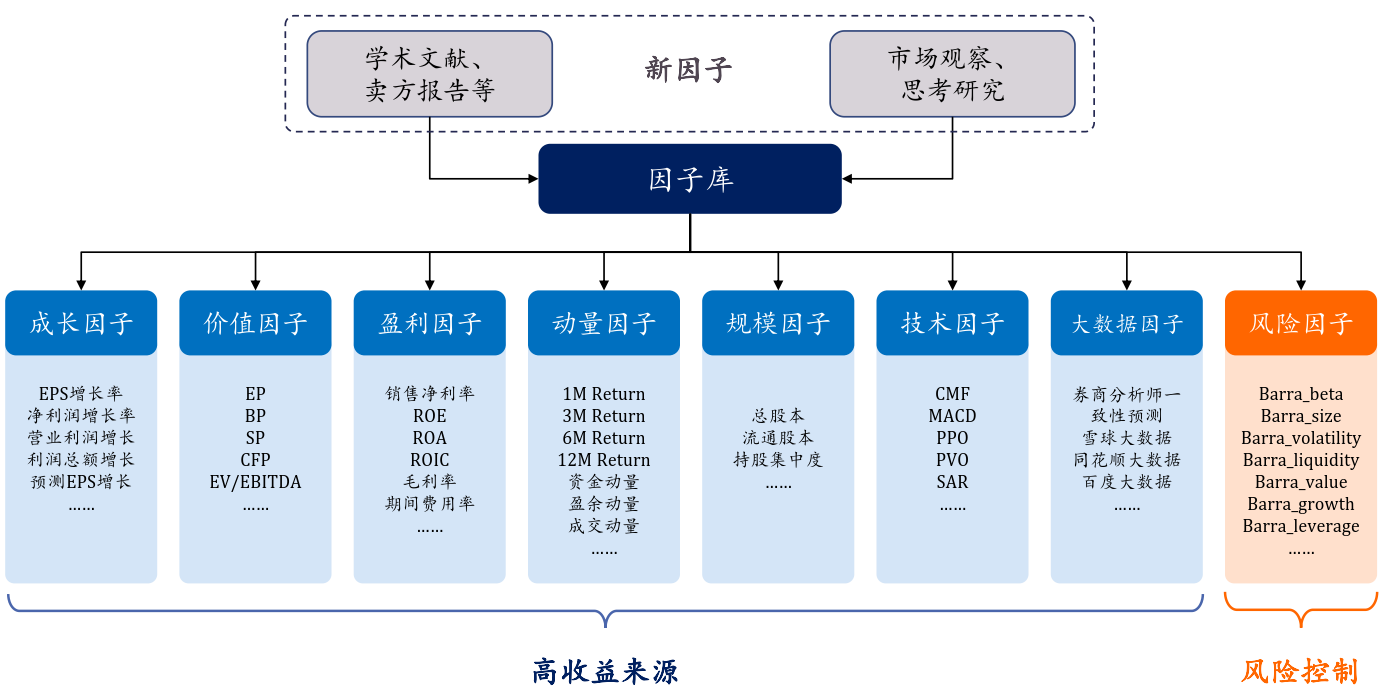 学术文献、
卖方报告等
新因子
市场观察、
思考研究
因子库
成长因子
EPS增长率
净利润增长率
营业利润增长
利润总额增长
预测EPS增长
……
价值因子
EP
BP
SP
CFP
EV/EBITDA
……
盈利因子
销售净利率
ROE
ROA
ROIC
毛利率
期间费用率
……
动量因子
1M Return
3M Return
6M Return
12M Return
资金动量
盈余动量
成交动量
……
规模因子
总股本
流通股本
持股集中度
……
技术因子
CMF
MACD
PPO
PVO
SAR
……
大数据因子
券商分析师一
致性预测
雪球大数据
同花顺大数据
百度大数据
……
风险因子
Barra_beta
Barra_size
Barra_volatility
Barra_liquidity
Barra_value
Barra_growth
Barra_leverage
……
高收益来源
风险控制